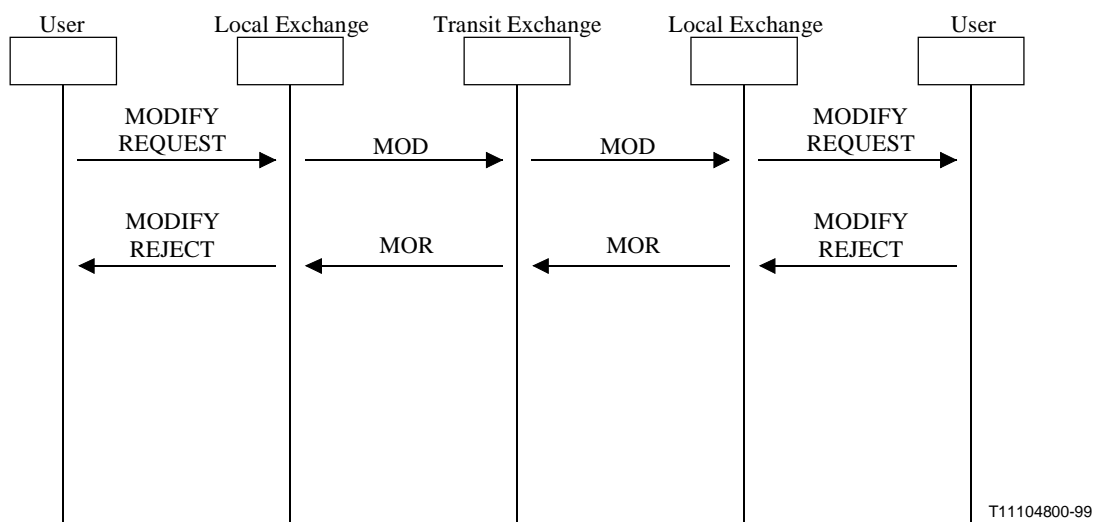 User
Local Exchange
Transit Exchange
Local Exchange
User
MODIFY
REQUEST
MOD
MOD
MODIFY
REQUEST
MODIFY
REJECT
MOR
MOR
MODIFY
REJECT
T11104800-99